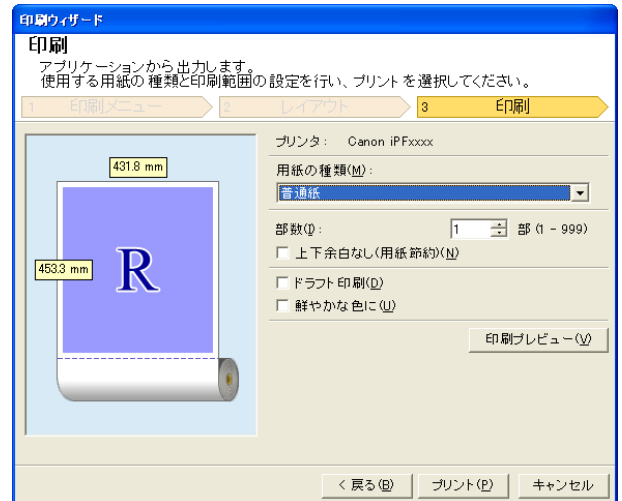 印刷ウィザード
印刷
アプリケーションから出力します。
使用する用紙の種類と印刷範囲の設定を行い、プリントを選択してください。
1 印刷メニュー 2 レイアウト 3 印刷
プリンタ： Canon iPFxxxx
431.8 mm
用紙の種類(M)：
普通紙
部数(I)： 1 部 (1 - 999)
上下余白なし(用紙節約)(N)
453.3 mm
R
ドラフト印刷(D)
鮮やかな色に(U)
印刷プレビュー(V)
< 戻る(B) プリント(P) キャンセル